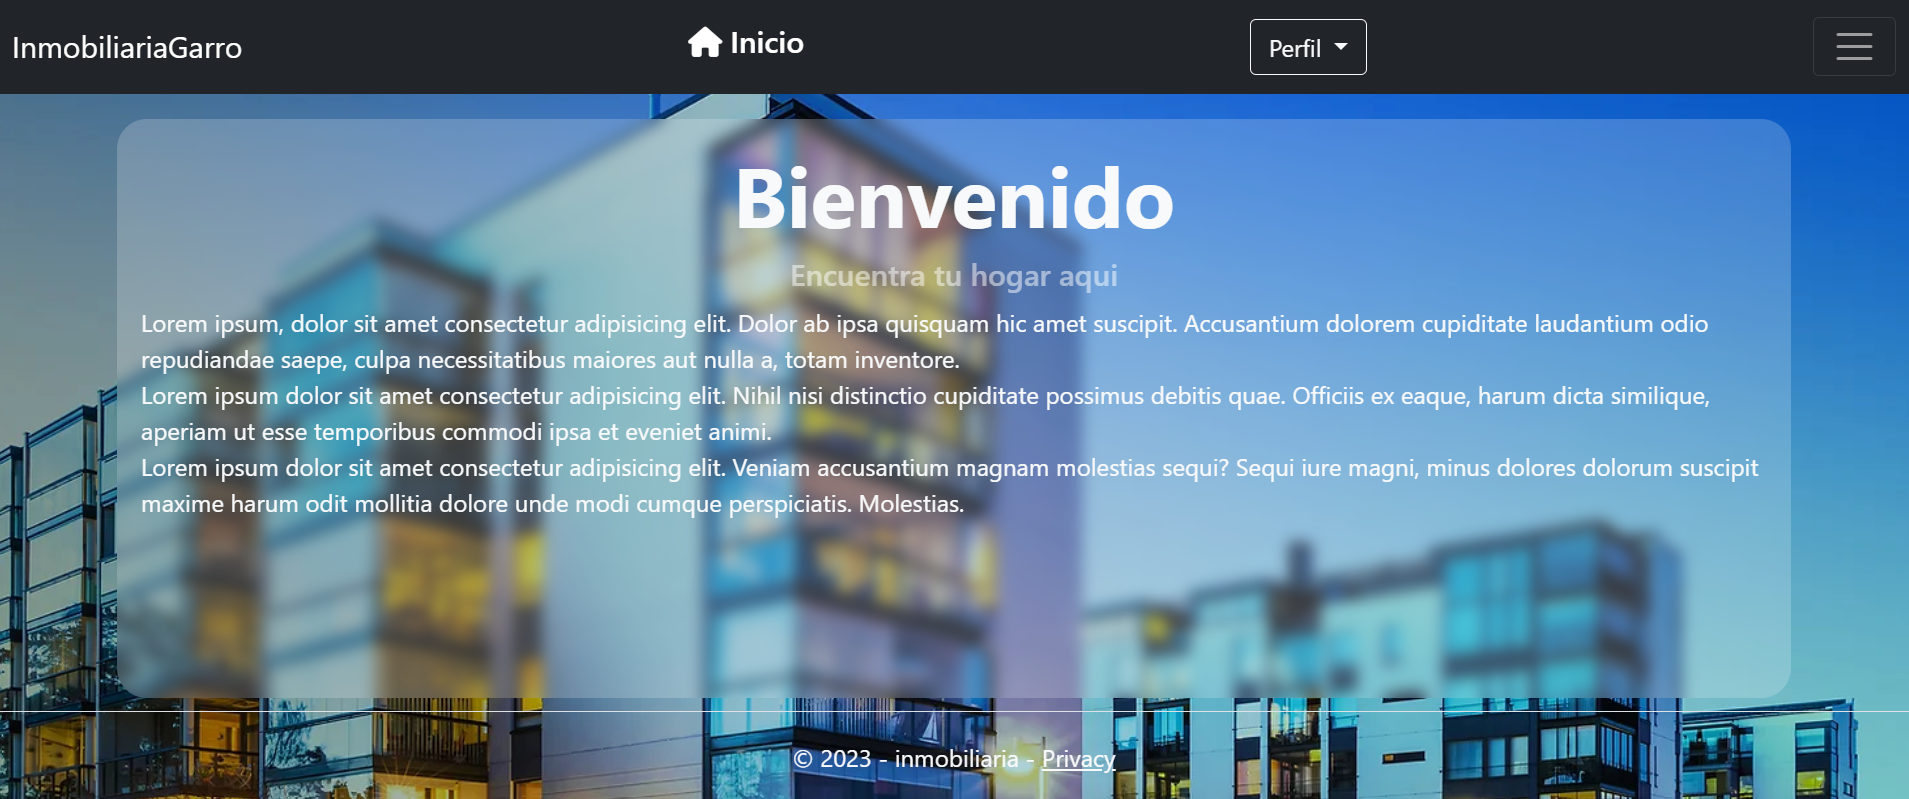 InmobiliariaGarro
Inicio
Perfil
Bienvenido
Encuentra tu hogar aqui
Lorem ipsum, dolor sit amet consectetur adipisicing elit. Dolor ab ipsa quisquam hic amet suscipit. Accusantium dolorem cupiditate laudantium odio
repudiandae saepe, culpa necessitatibus maiores aut nulla a, totam inventore.
Lorem ipsum dolor sit amet consectetur adipisicing elit. Nihil nisi distinctio cupiditate possimus debitis quae. Officiis ex eaque, harum dicta similique,
aperiam ut esse temporibus commodi ipsa et eveniet animi.
Lorem ipsum dolor sit amet consectetur adipisicing elit. Veniam accusantium magnam molestias sequi? Sequi iure magni, minus dolores dolorum suscipit
maxime harum odit mollitia dolore unde modi cumque perspiciatis. Molestias.
© 2023 - inmobiliaria - Privacy